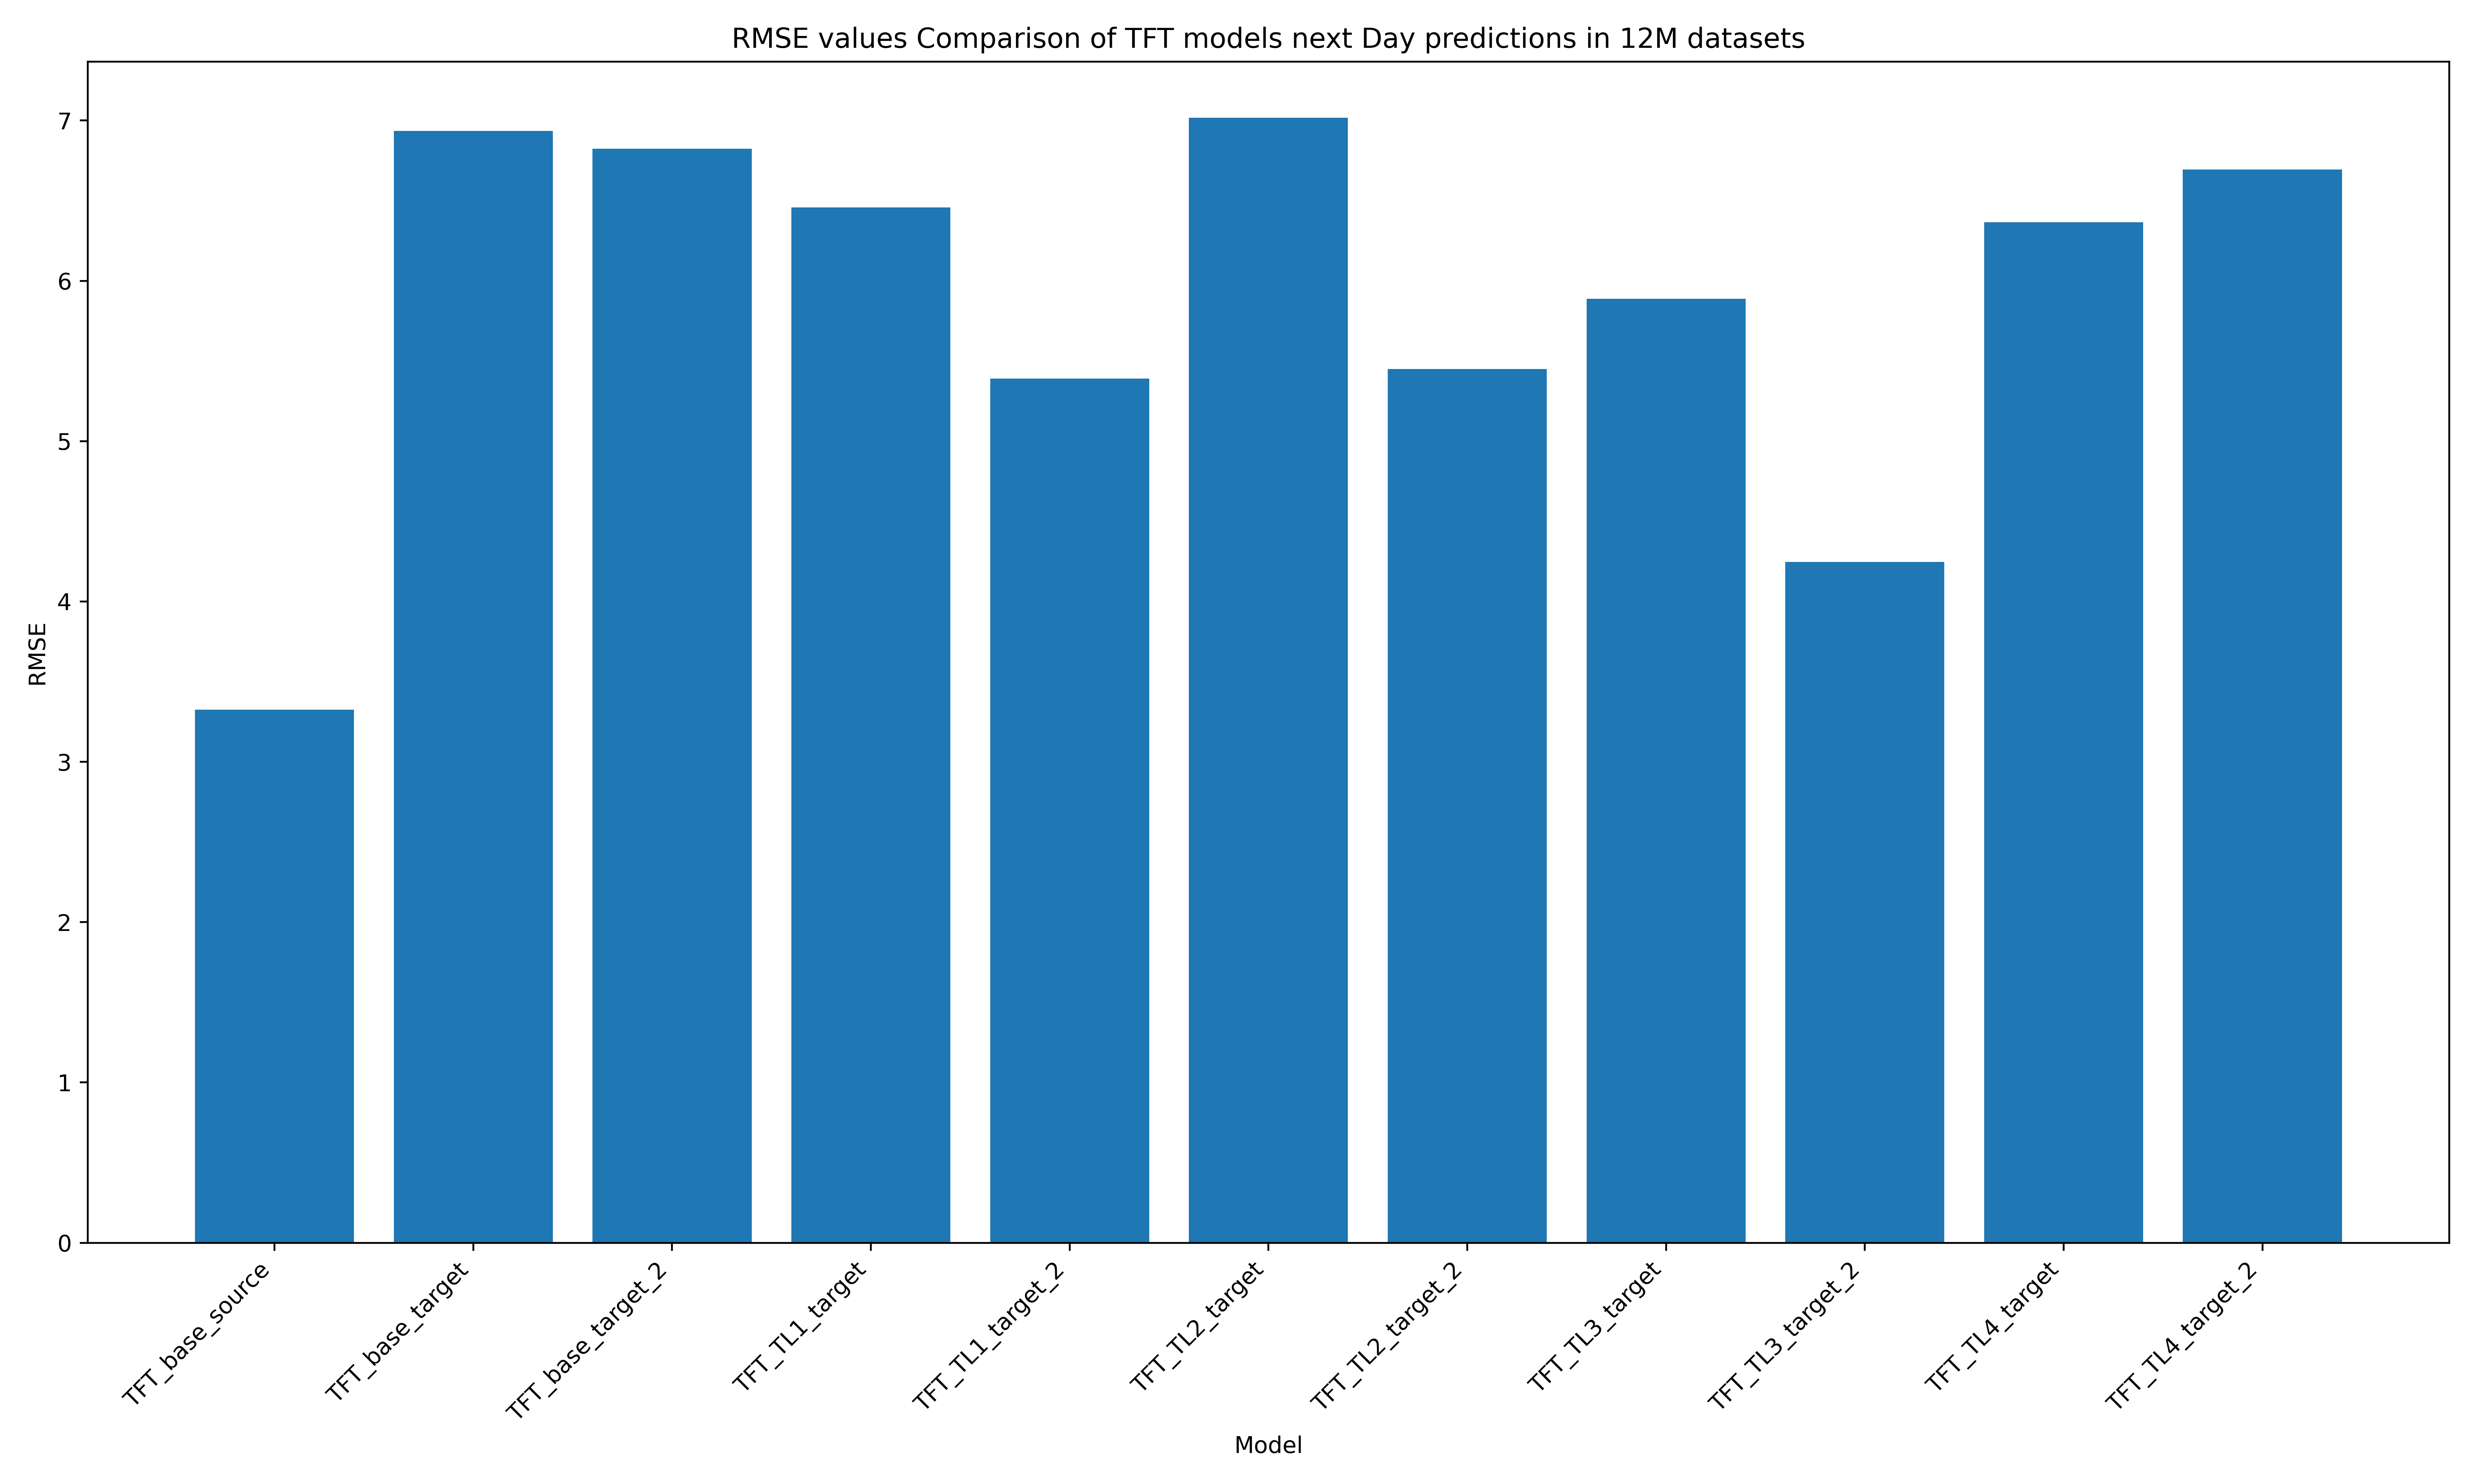 RMSE values Comparison of TFT models next Day predictions in 12M datasets
RMSE
7
6
5
4
3
2
1
0
TFT_base_source
TFT_base_target
TFT_base_target_2
TFT_TL1_target
TFT_TL1_target_2
TFT_TL2_target
TFT_TL2_target_2
TFT_TL3_target
TFT_TL3_target_2
TFT_TL4_target
TFT_TL4_target_2
Model